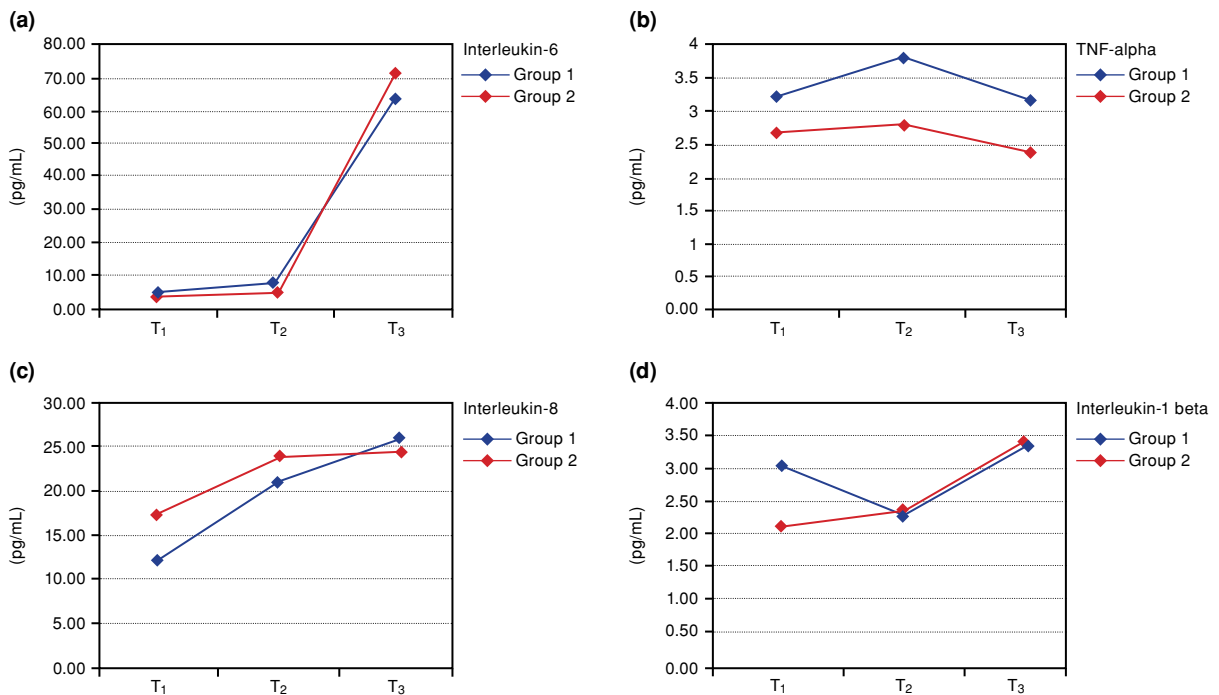 (a)
Interleukin-6
Group 1
Group 2
(pg/mL)
80.00
70.00
60.00
50.00
40.00
30.00
20.00
10.00
0.00
T1
T2
T3
(b)
TNF-alpha
Group 1
Group 2
(pg/mL)
4
3.5
3
2.5
2
1.5
1
0.5
0.00
T1
T2
T3
(c)
Interleukin-8
Group 1
Group 2
(pg/mL)
30.00
25.00
20.00
15.00
10.00
5.00
0.00
T1
T2
T3
(d)
Interleukin-1 beta
Group 1
Group 2
(pg/mL)
4.00
3.50
3.00
2.50
2.00
1.50
1.00
0.50
0.00
T1
T2
T3